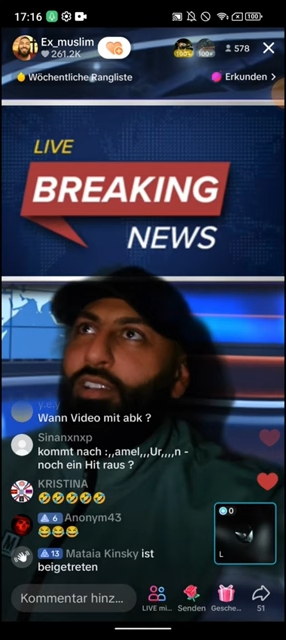 17:16
100
Ex_muslim
261.2K
578
Wöchentliche Rangliste
Erkunden >
LIVE
BREAKING
NEWS
y.e.y
Wann Video mit abk ?
Sinanxnxp
kommt nach :,,amel,,,Ur,,,,n -
noch ein Hit raus ?
KRISTINA
🤣🤣🤣🤣🤣
6 Anonym43
😂😂😂
13 Mataia Kinsky ist
beigetreten
0
L
Kommentar hinz...
LIVE mi...
Senden
Gesche...
51